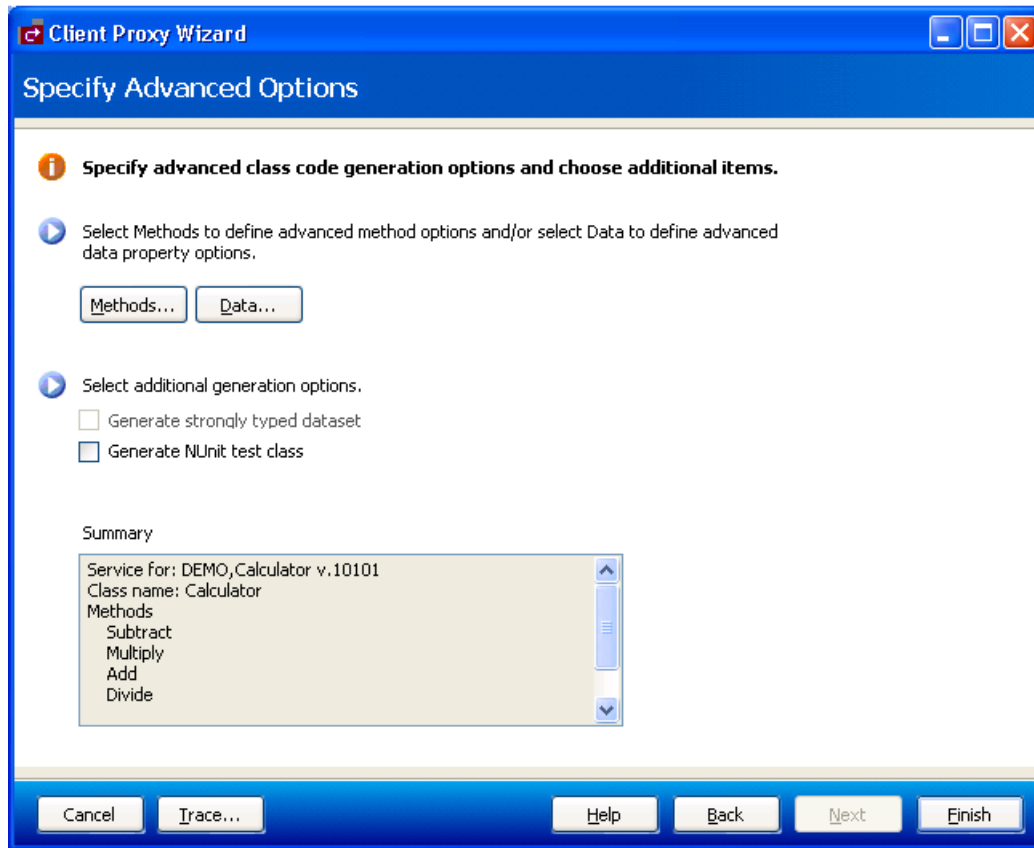 Client Proxy Wizard
Specify Advanced Options
Specify advanced class code generation options and choose additional items.
Select Methods to define advanced method options and/or select Data to define advanced
data property options.
Methods... Data...
Select additional generation options.
Generate strongly typed dataset
Generate NUnit test class
Summary
Service for: DEMO,Calculator v.10101
Class name: Calculator
Methods
Subtract
Multiply
Add
Divide
Cancel Trace... Help Back Next Finish